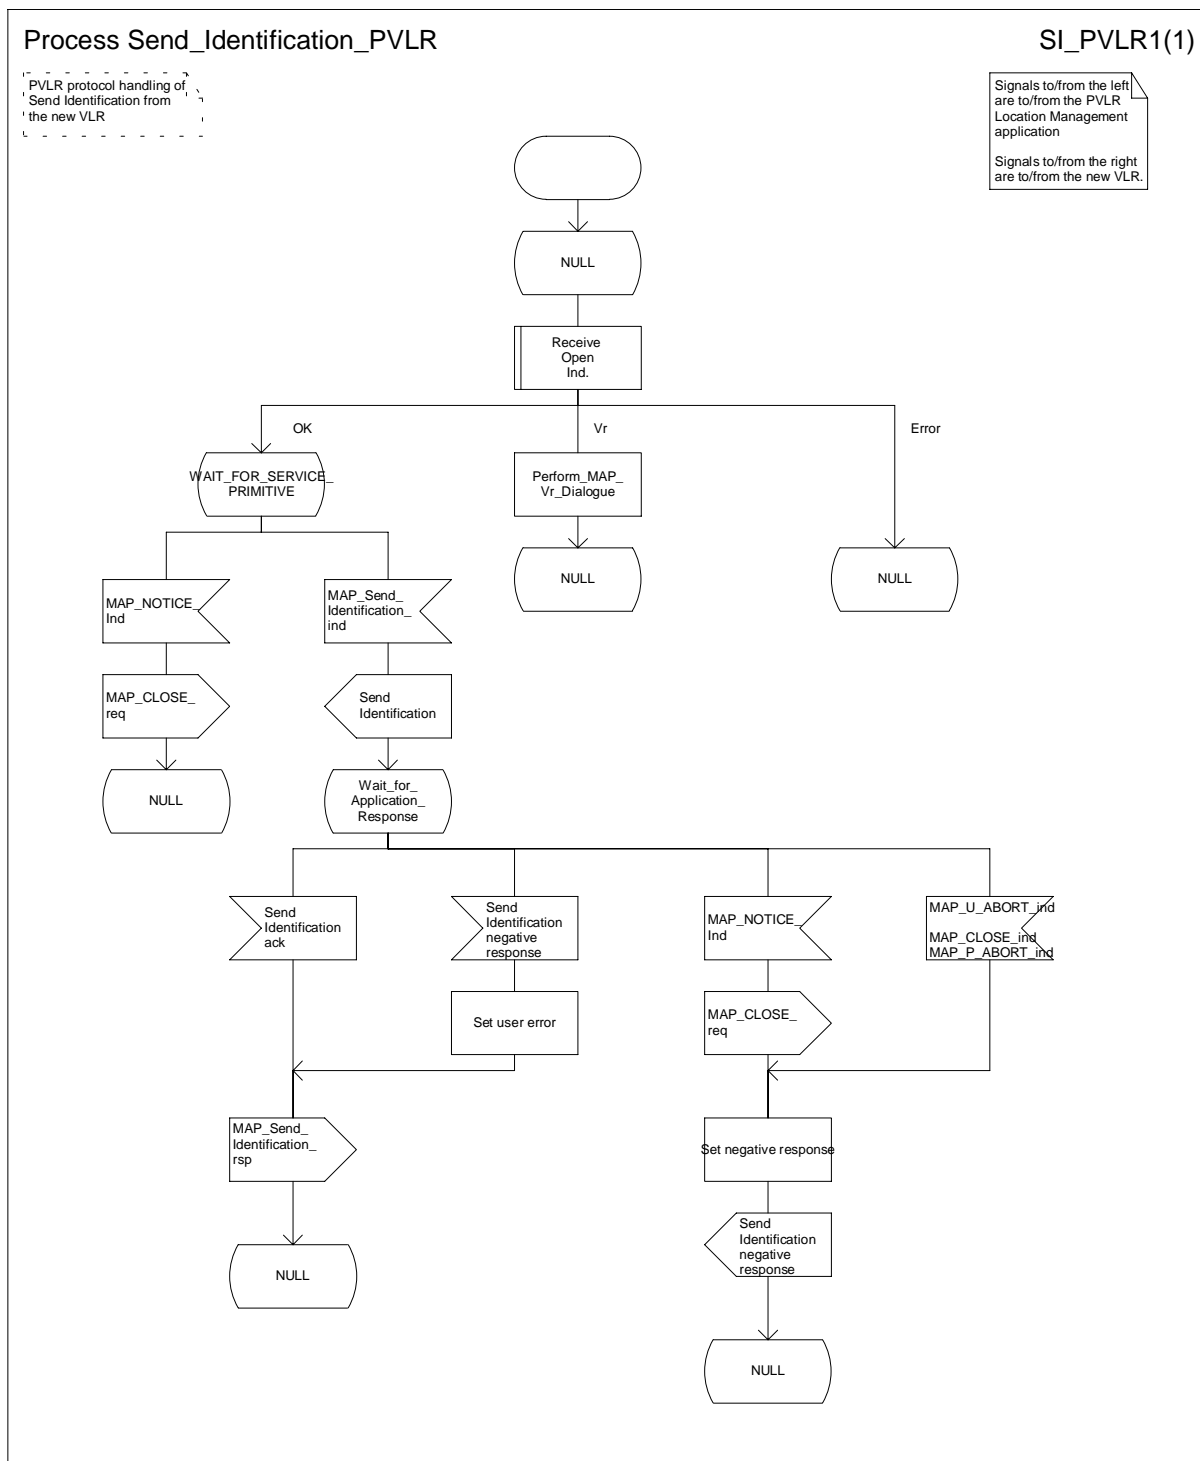 Process Send_Identification_PVLR
SI_PVLR1(1)
PVLR protocol handling of
Send Identification from
the new VLR
Signals to/from the left
are to/from the PVLR
Location Management
application
Signals to/from the right
are to/from the new VLR.
NULL
Receive
Open
Ind.
OK
Vr
Error
WAIT_FOR_SERVICE_
PRIMITIVE
Perform_MAP_
Vr_Dialogue
NULL
NULL
MAP_NOTICE_
Ind
MAP_Send_
Identification_
ind
MAP_CLOSE_
req
Send
Identification
NULL
Wait_for_
Application_
Response
Send
Identification
ack
Send
Identification
negative
response
MAP_NOTICE_
Ind
MAP_U_ABORT_ind
MAP_CLOSE_ind
MAP_P_ABORT_ind
Set user error
MAP_CLOSE_
req
MAP_Send_
Identification_
rsp
Set negative response
Send
Identification
negative
response
NULL
NULL